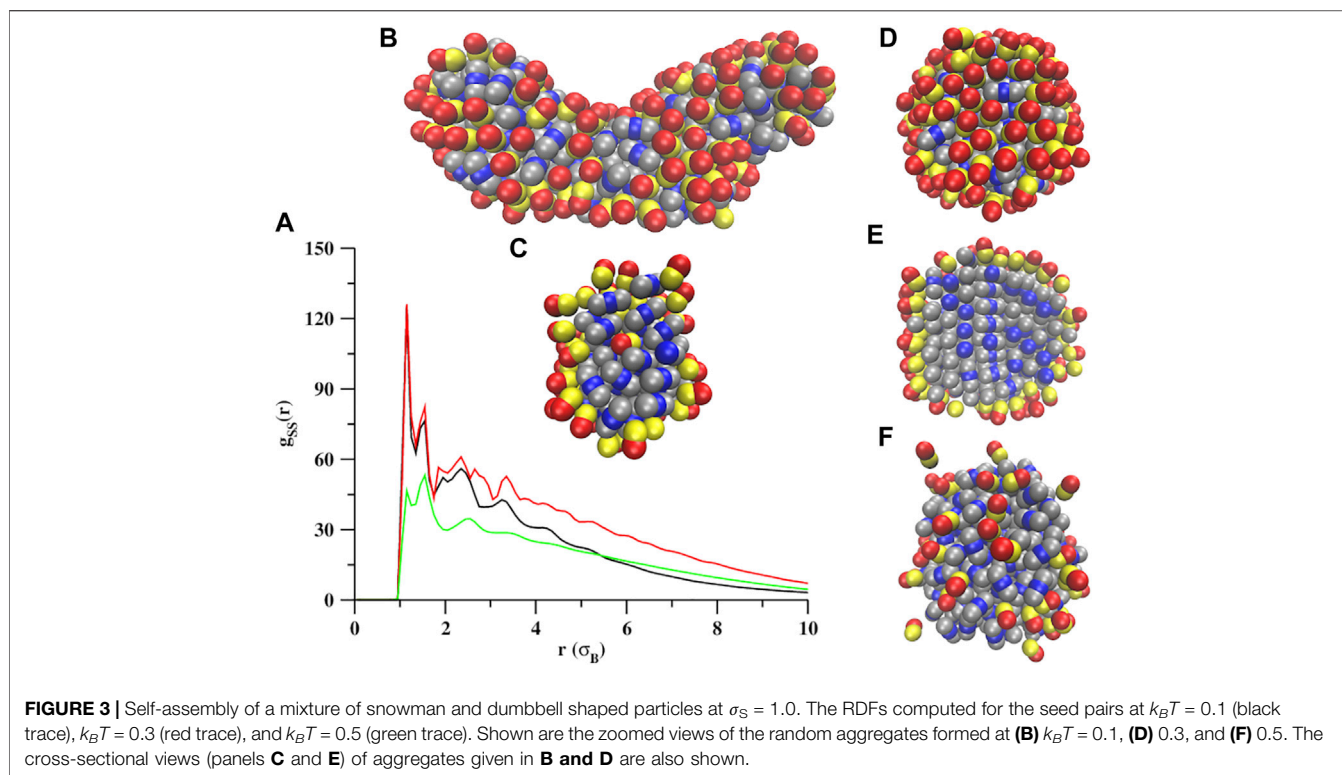 B
D
A
C
E
F
150
120
90
60
30
0
g_SS(r)
0 2 4 6 8 10
r (σ_B)
FIGURE 3 | Self-assembly of a mixture of snowman and dumbbell shaped particles at σ_S = 1.0. The RDFs computed for the seed pairs at k_BT = 0.1 (black
trace), k_BT = 0.3 (red trace), and k_BT = 0.5 (green trace). Shown are the zoomed views of the random aggregates formed at (B) k_BT = 0.1, (D) 0.3, and (F) 0.5. The
cross-sectional views (panels C and E) of aggregates given in B and D are also shown.